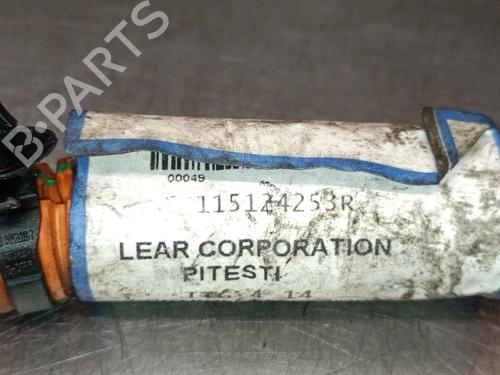 B-PARTS
00049
115124253R
LEAR CORPORATION
PITESTI